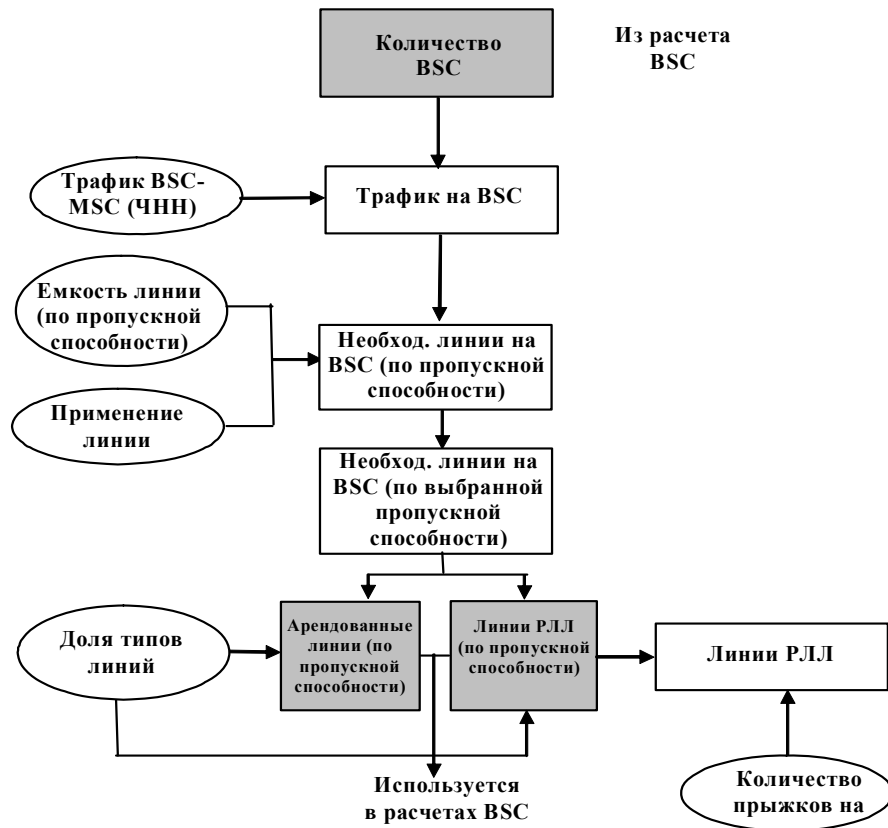 Количество
BSC
Из расчета
BSC
Трафик BSC-
MSC (ЧНН)
Трафик на BSC
Емкость линии
(по пропускной
способности)
Необход. линии на
BSC (по пропускной
способности)
Применение
линии
Необход. линии на
BSC (по выбранной
пропускной
способности)
Доля типов
линий
Арендованные
линии (по
пропускной
способности)
Линии РЛЛ
(по пропускной
способности)
Линии РЛЛ
Используется
в расчетах BSC
Количество
прыжков на